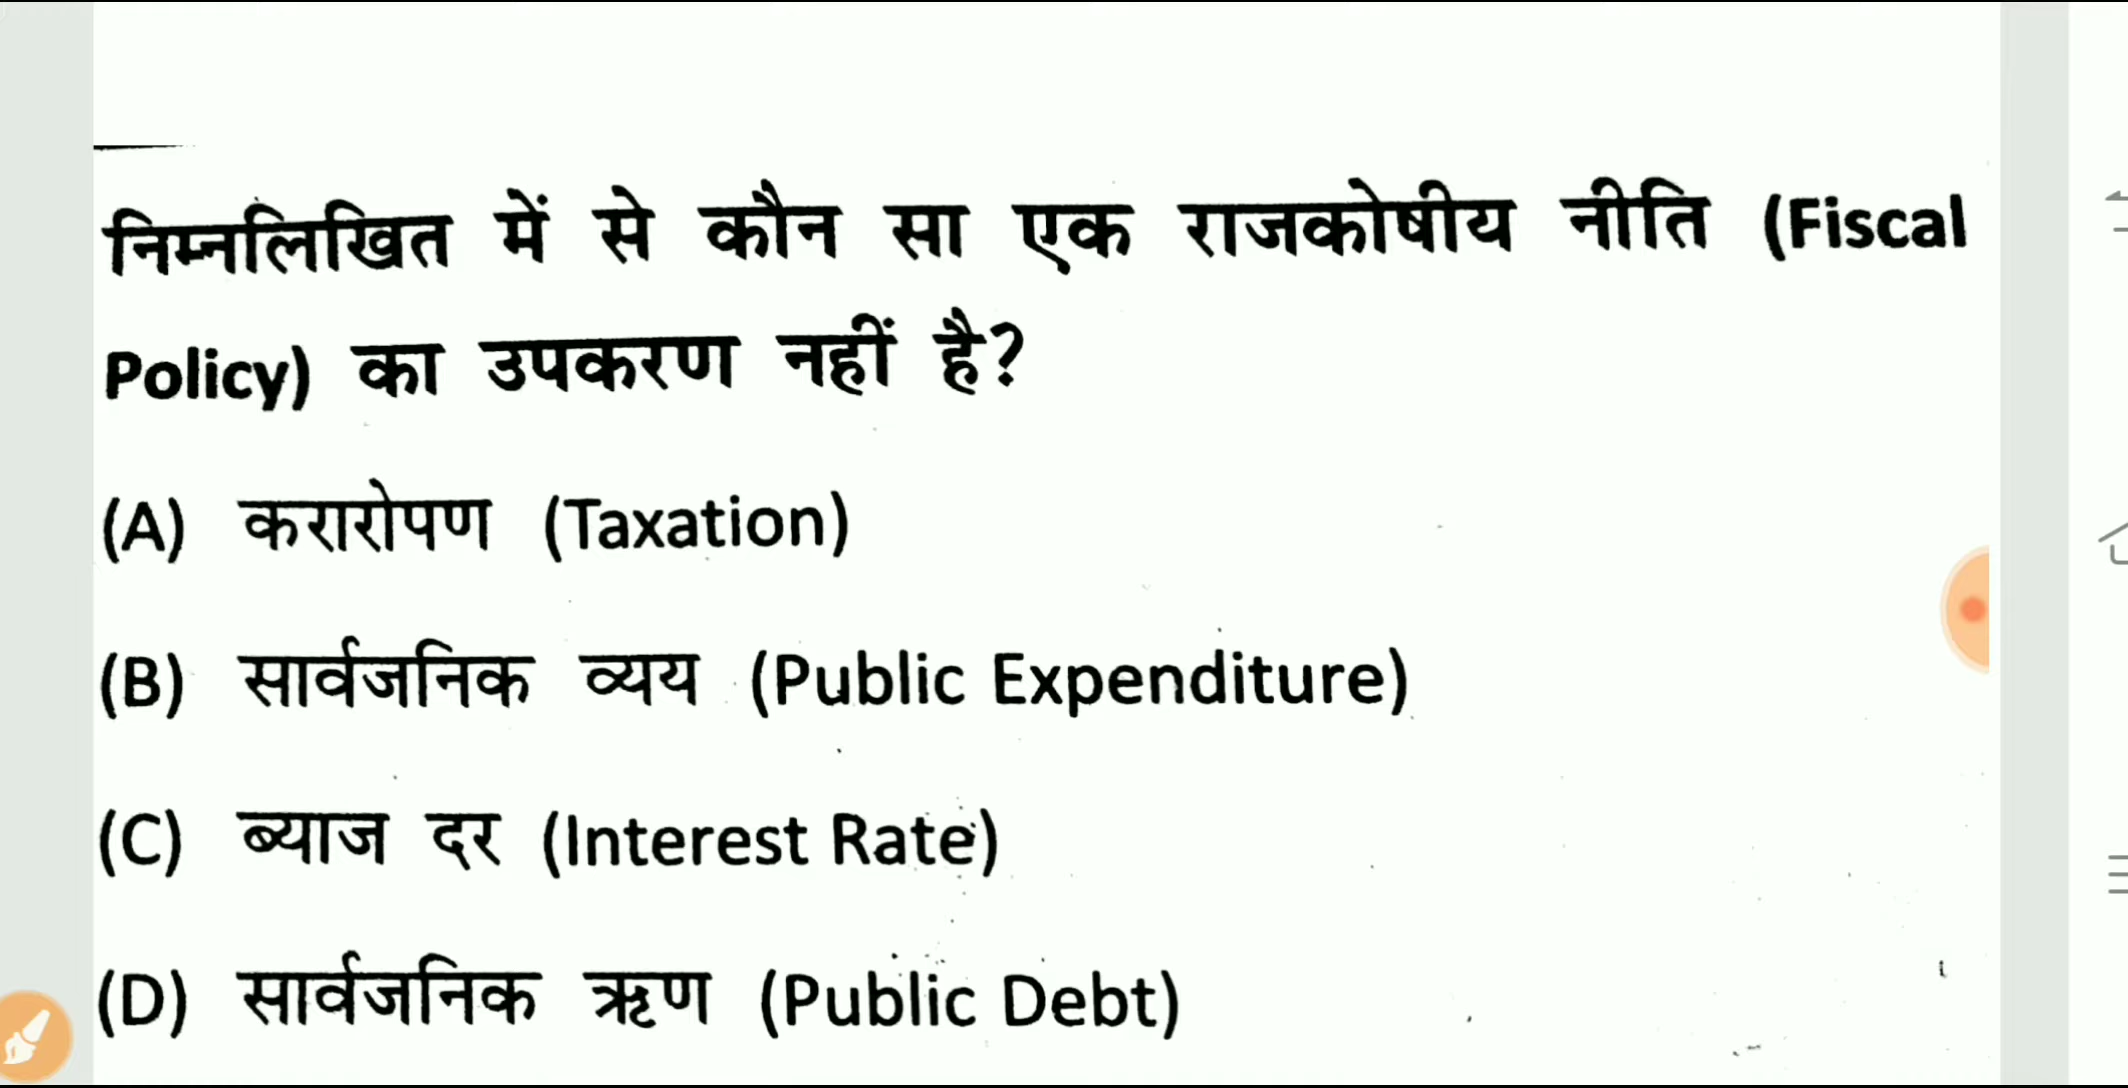 निम्नलिखित में से कौन सा एक राजकोषीय नीति (Fiscal
Policy) का उपकरण नहीं है?
(A) करारोपण (Taxation)
(B) सार्वजनिक व्यय (Public Expenditure)
(C) ब्याज दर (Interest Rate)
(D) सार्वजनिक ऋण (Public Debt)